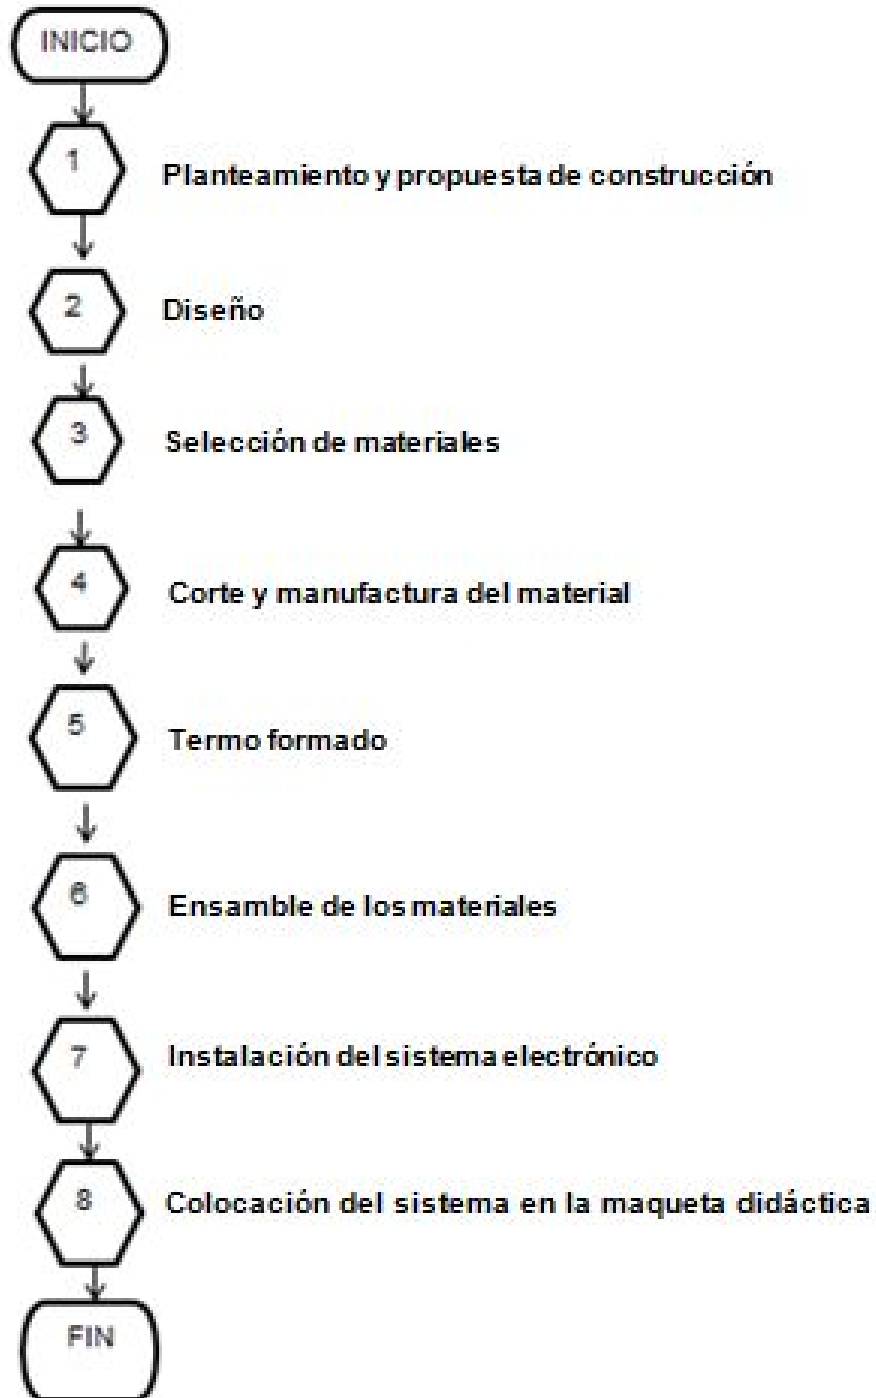 INICIO
1
Planteamiento y propuesta de construcción
2
Diseño
3
Selección de materiales
4
Corte y manufactura del material
5
Termo formado
6
Ensamble de los materiales
7
Instalación del sistema electrónico
8
Colocación del sistema en la maqueta didáctica
FIN